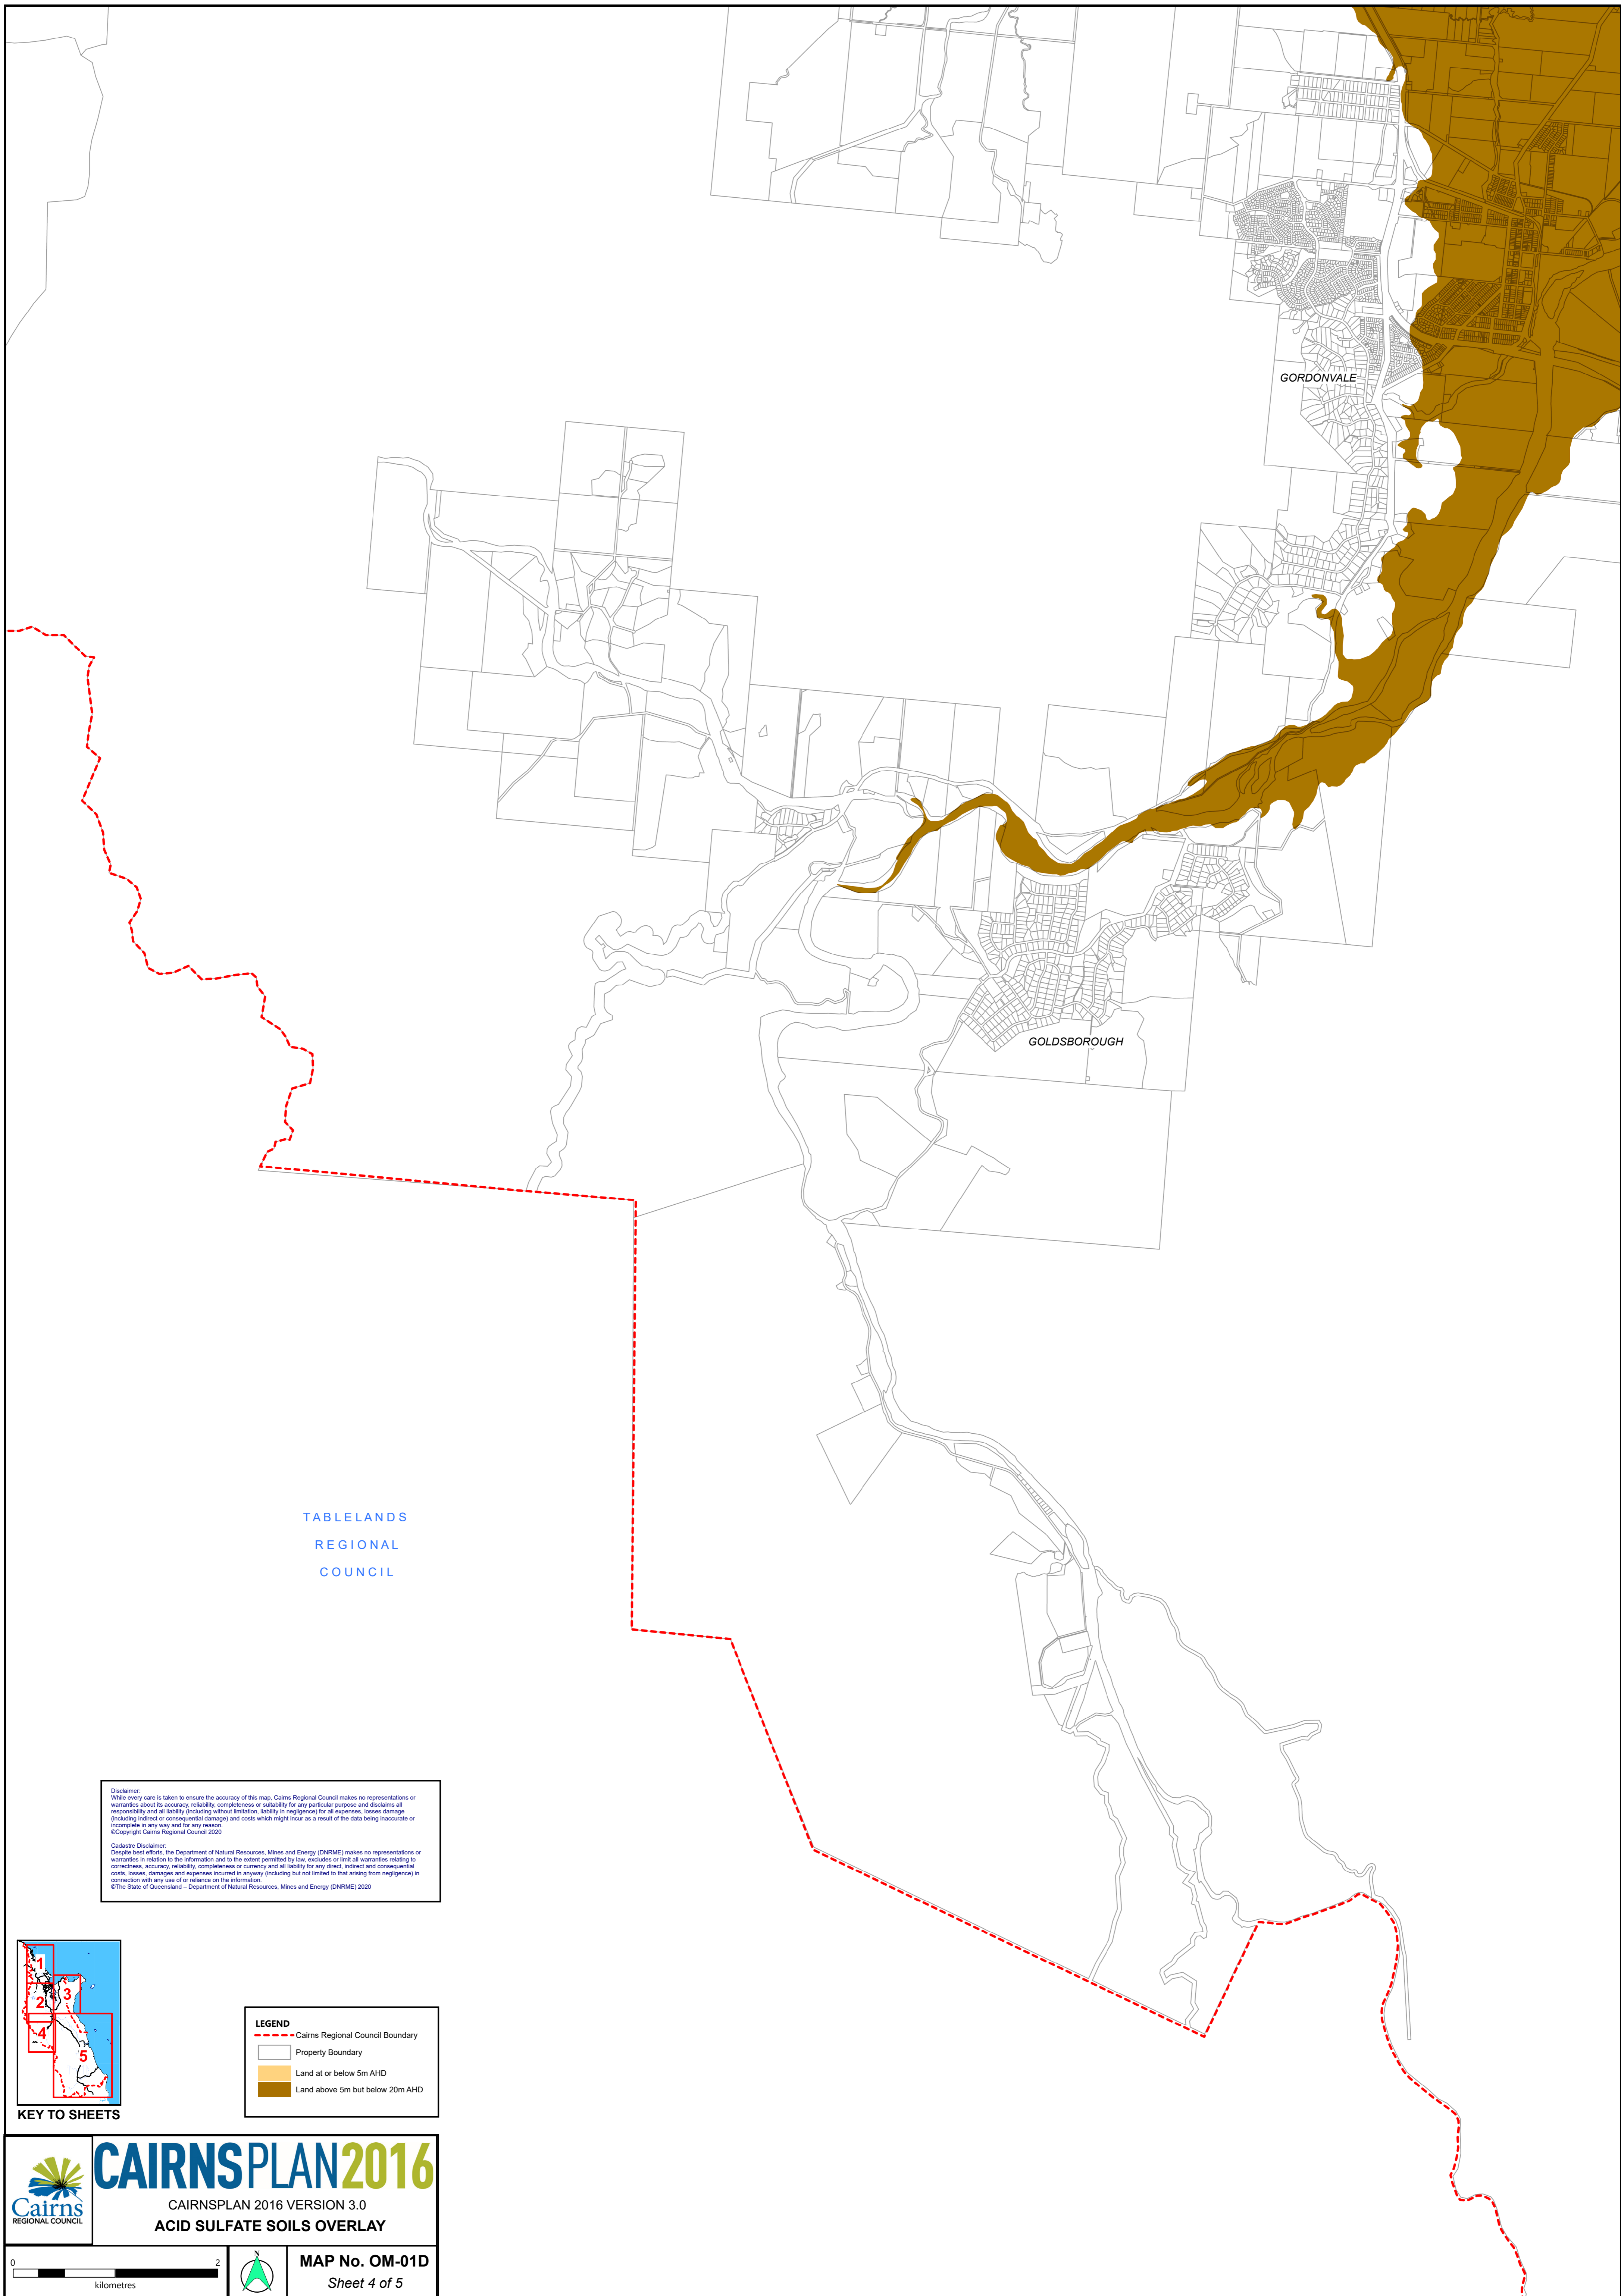 GORDONVALE
GOLDSBOROUGH
TABLELANDS
REGIONAL
COUNCIL
Disclaimer:
While every care is taken to ensure the accuracy of this map, Cairns Regional Council makes no representations or
warranties about its accuracy, reliability, completeness or suitability for any particular purpose and disclaims all
responsibility and all liability (including without limitation, liability in negligence) for all expenses, losses damage
(including indirect or consequential damage) and costs which might incur as a result of the data being inaccurate or
incomplete in any way and for any reason.
©Copyright Cairns Regional Council 2020
Cadastre Disclaimer:
Despite best efforts, the Department of Natural Resources, Mines and Energy (DNRME) makes no representations or
warranties in relation to the information and to the extent permitted by law, excludes or limit all warranties relating to
correctness, accuracy, reliability, completeness or currency and all liability for any direct, indirect and consequential
costs, losses, damages and expenses incurred in anyway (including but not limited to that arising from negligence) in
connection with any use of or reliance on the information.
©The State of Queensland – Department of Natural Resources, Mines and Energy (DNRME) 2020
1
2
3
4
5
KEY TO SHEETS
LEGEND
Cairns Regional Council Boundary
Property Boundary
Land at or below 5m AHD
Land above 5m but below 20m AHD
Cairns
REGIONAL COUNCIL
CAIRNSPLAN2016
CAIRNSPLAN 2016 VERSION 3.0
ACID SULFATE SOILS OVERLAY
0 2
kilometres
N
MAP No. OM-01D
Sheet 4 of 5